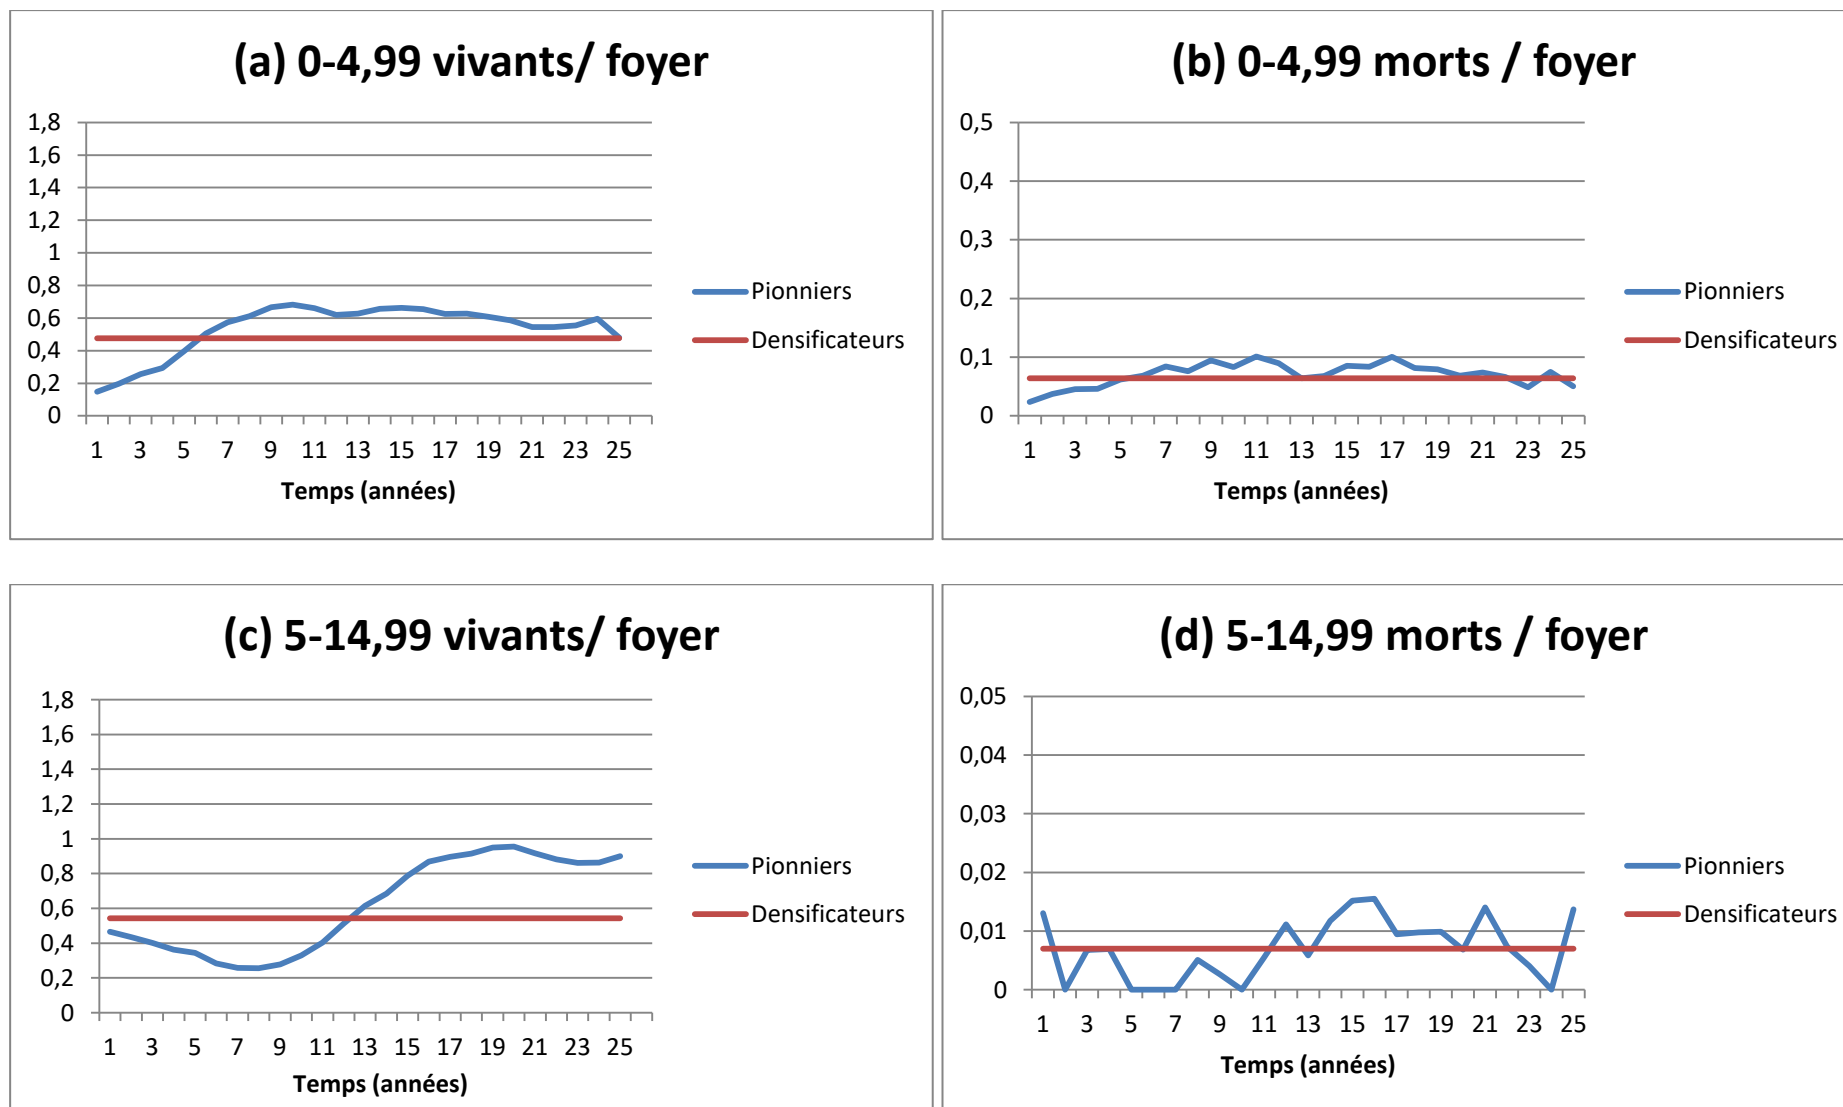 (a) 0-4,99 vivants/ foyer
1,8
1,6
1,4
1,2
1
0,8
0,6
0,4
0,2
0
1 3 5 7 9 11 13 15 17 19 21 23 25
Temps (années)
Pionniers
Densificateurs
(b) 0-4,99 morts / foyer
0,5
0,4
0,3
0,2
0,1
0
1 3 5 7 9 11 13 15 17 19 21 23 25
Temps (années)
Pionniers
Densificateurs
(c) 5-14,99 vivants/ foyer
1,8
1,6
1,4
1,2
1
0,8
0,6
0,4
0,2
0
1 3 5 7 9 11 13 15 17 19 21 23 25
Temps (années)
Pionniers
Densificateurs
(d) 5-14,99 morts / foyer
0,05
0,04
0,03
0,02
0,01
0
1 3 5 7 9 11 13 15 17 19 21 23 25
Temps (années)
Pionniers
Densificateurs